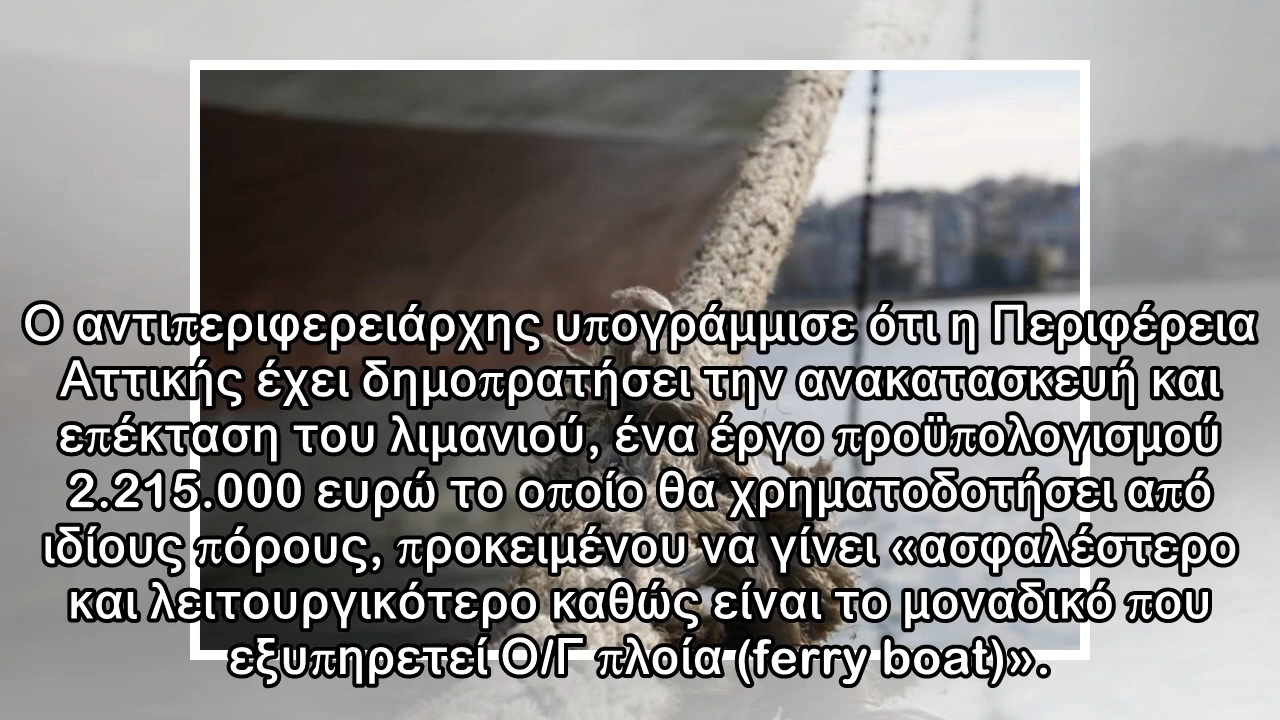 Ο αντιπεριφερειάρχης υπογράμμισε ότι η Περιφέρεια
Αττικής έχει δημοπρατήσει την ανακατασκευή και
επέκταση του λιμανιού, ένα έργο προϋπολογισμού
2.215.000 ευρώ το οποίο θα χρηματοδοτήσει από
ιδίους πόρους, προκειμένου να γίνει «ασφαλέστερο
και λειτουργικότερο καθώς είναι το μοναδικό που
εξυπηρετεί Ο/Γ πλοία (ferry boat)».